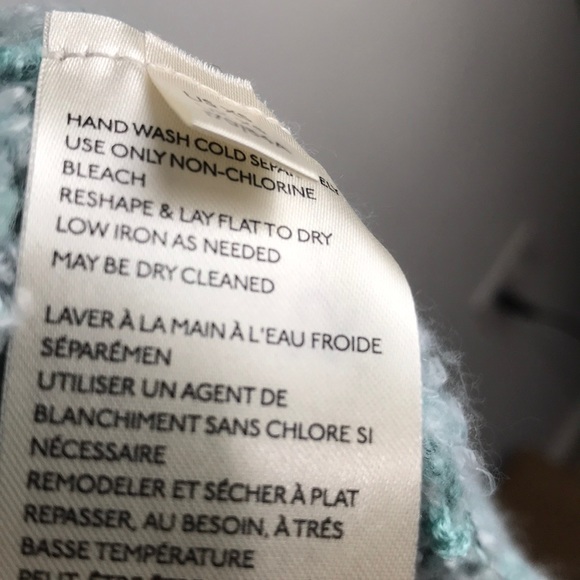 HAND WASH COLD
USE ONLY NON-CHLORINE
BLEACH
RESHAPE & LAY FLAT TO DRY
LOW IRON AS NEEDED
MAY BE DRY CLEANED
LAVER À LA MAIN À L'EAU FROIDE
SÉPARÉMEN
UTILISER UN AGENT DE
BLANCHIMENT SANS CHLORE SI
NÉCESSAIRE
REMODELER ET SÉCHER À PLAT
REPASSER, AU BESOIN, À TRÉS
BASSE TEMPÉRATURE